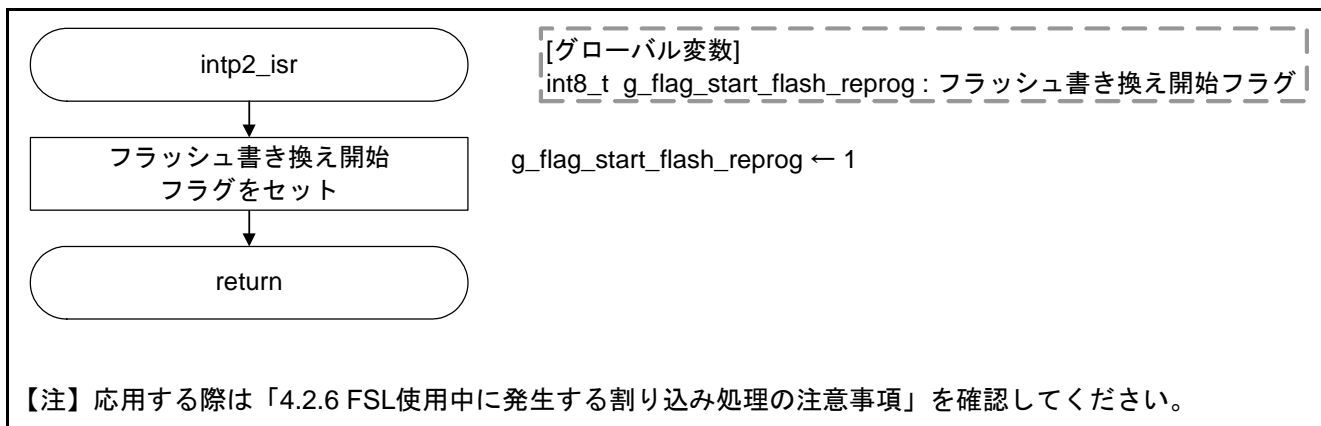 intp2_isr
[グローバル変数]
int8_t g_flag_start_flash_reprog : フラッシュ書き換え開始フラグ
フラッシュ書き換え開始
フラグをセット
g_flag_start_flash_reprog ← 1
return
【注】応用する際は「4.2.6 FSL使用中に発生する割り込み処理の注意事項」を確認してください。